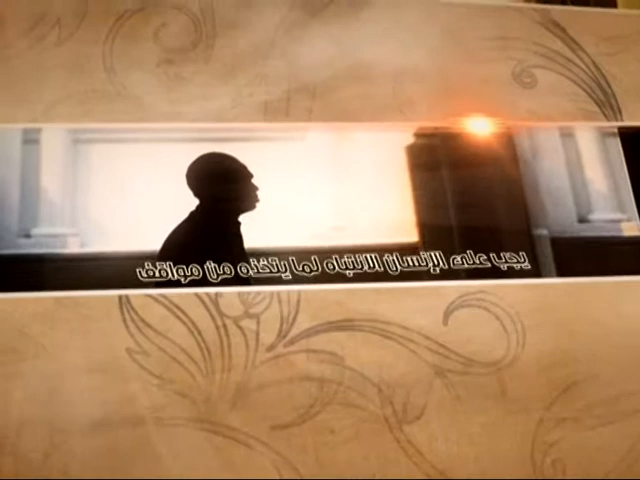 يجب على الإنسان الانتباه لما يتخذه من مواقف